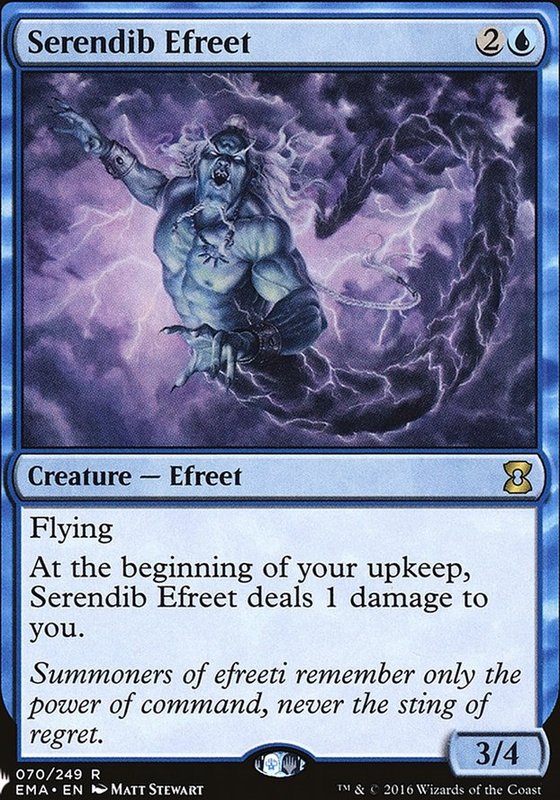 Serendib Efreet 2
Creature — Efreet
Flying
At the beginning of your upkeep,
Serendib Efreet deals 1 damage to
you.
Summoners of efreeti remember only the
power of command, never the sting of
regret.
3/4
070/249 R
EMA • EN MATT STEWART
™ & © 2016 Wizards of the Coast